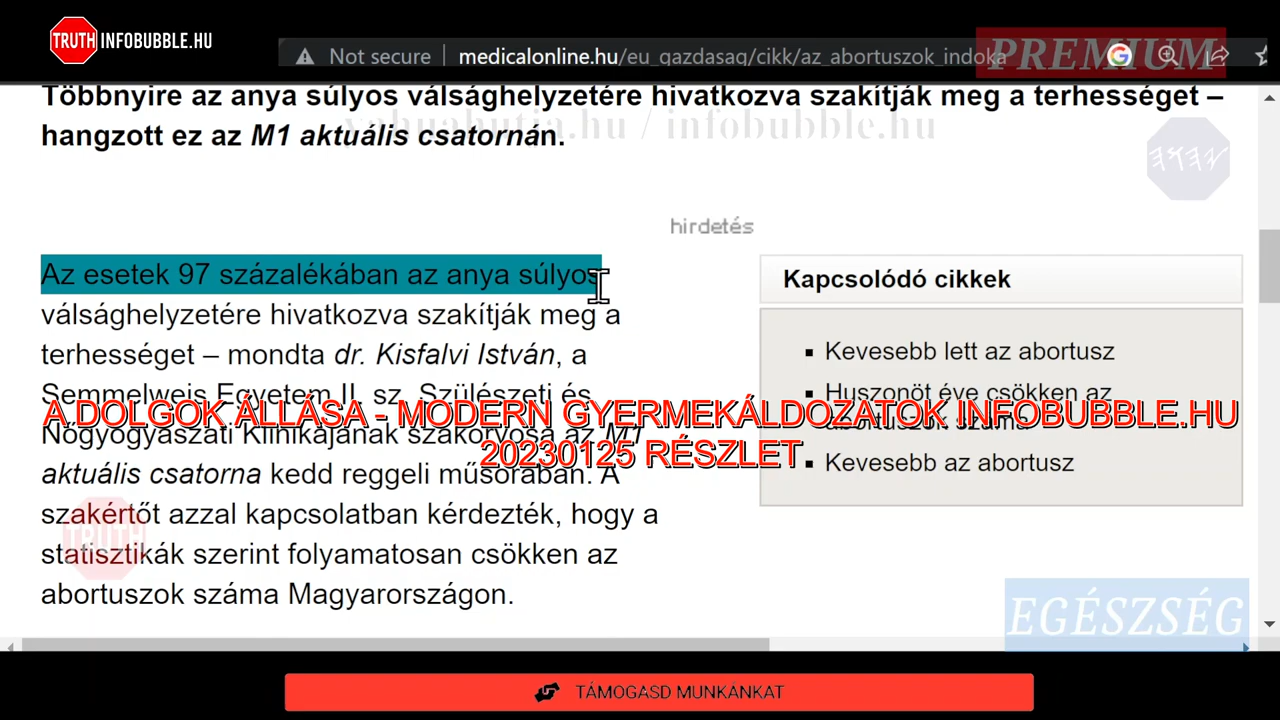 TRUTH INFOBUBBLE.HU
Not secure medicalonline.hu/eu_gazdasag/cikk/az_abortuszok_indoka
PREMIUM
Többnyire az anya súlyos válsághelyzetére hivatkozva szakítják meg a terhességet –
hangzott ez az M1 aktuális csatornán.
yahuahutja.hu / infobubble.hu
hirdetés
Az esetek 97 százalékában az anya súlyos
válsághelyzetére hivatkozva szakítják meg a
terhességet – mondta dr. Kisfalvi István, a
Semmelweis Egyetem II. sz. Szülészeti és
Nőgyógyászati Klinikájának szakorvosa az M1
aktuális csatorna kedd reggeli műsorában. A
szakértőt azzal kapcsolatban kérdezték, hogy a
statisztikák szerint folyamatosan csökken az
abortuszok száma Magyarországon.
Kapcsolódó cikkek
Kevesebb lett az abortusz
Huszonöt éve csökken az
abortuszok száma
Kevesebb az abortusz
A DOLGOK ÁLLÁSA - MODERN GYERMEKÁLDOZATOK INFOBUBBLE.HU
20230125 RÉSZLET
TRUTH
EGÉSZSÉG
TÁMOGASD MUNKÁNKAT